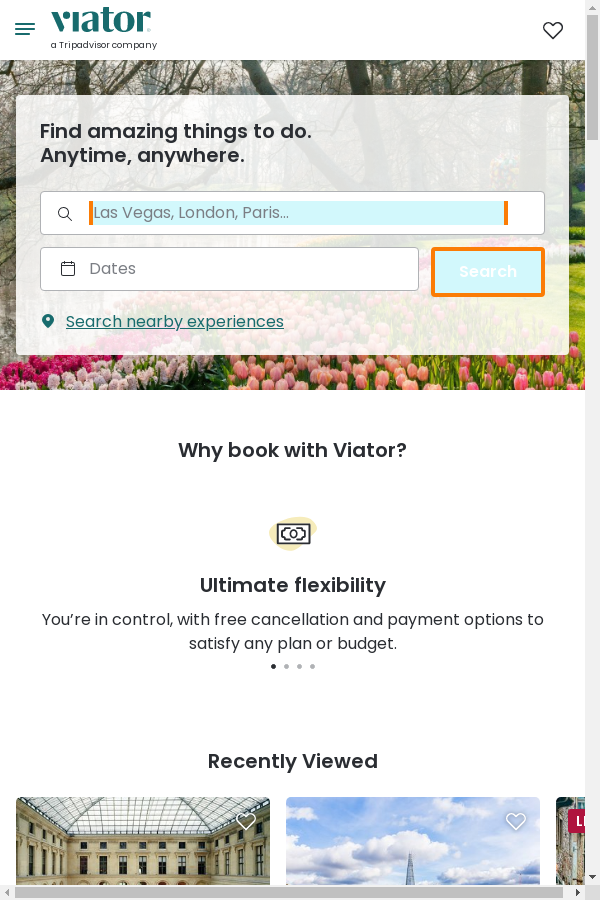 viator
a Tripadvisor company
Find amazing things to do.
Anytime, anywhere.
Las Vegas, London, Paris...
Dates
Search
Search nearby experiences
Why book with Viator?
Ultimate flexibility
You’re in control, with free cancellation and payment options to
satisfy any plan or budget.
Recently Viewed